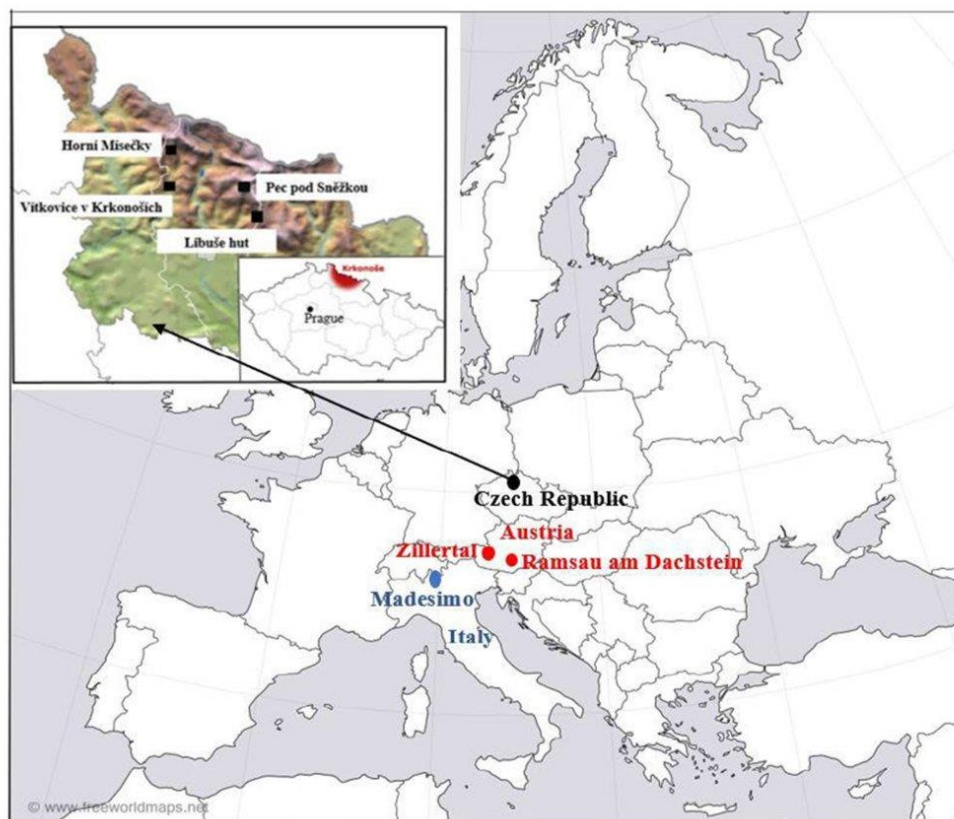 Horní Mísečky
Pec pod Sněžkou
Vítkovice v Krkonoších
Libuše hut
Krkonoše
Prague
Czech Republic
Austria
Zillertal
Ramsau am Dachstein
Madesimo
Italy
© www.freeworldmaps.net